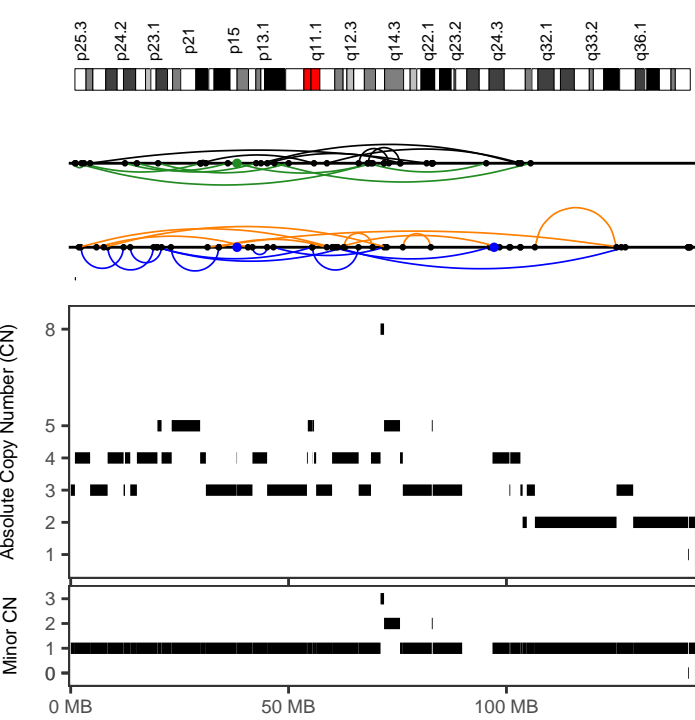 p25.3 p24.2 p23.1 p21 p15 p13.1 q11.1 q12.3 q14.3 q22.1 q23.2 q24.3 q32.1 q33.2 q36.1
Absolute Copy Number (CN)
8
5
4
3
2
1
Minor CN
3
2
1
0
0 MB 50 MB 100 MB